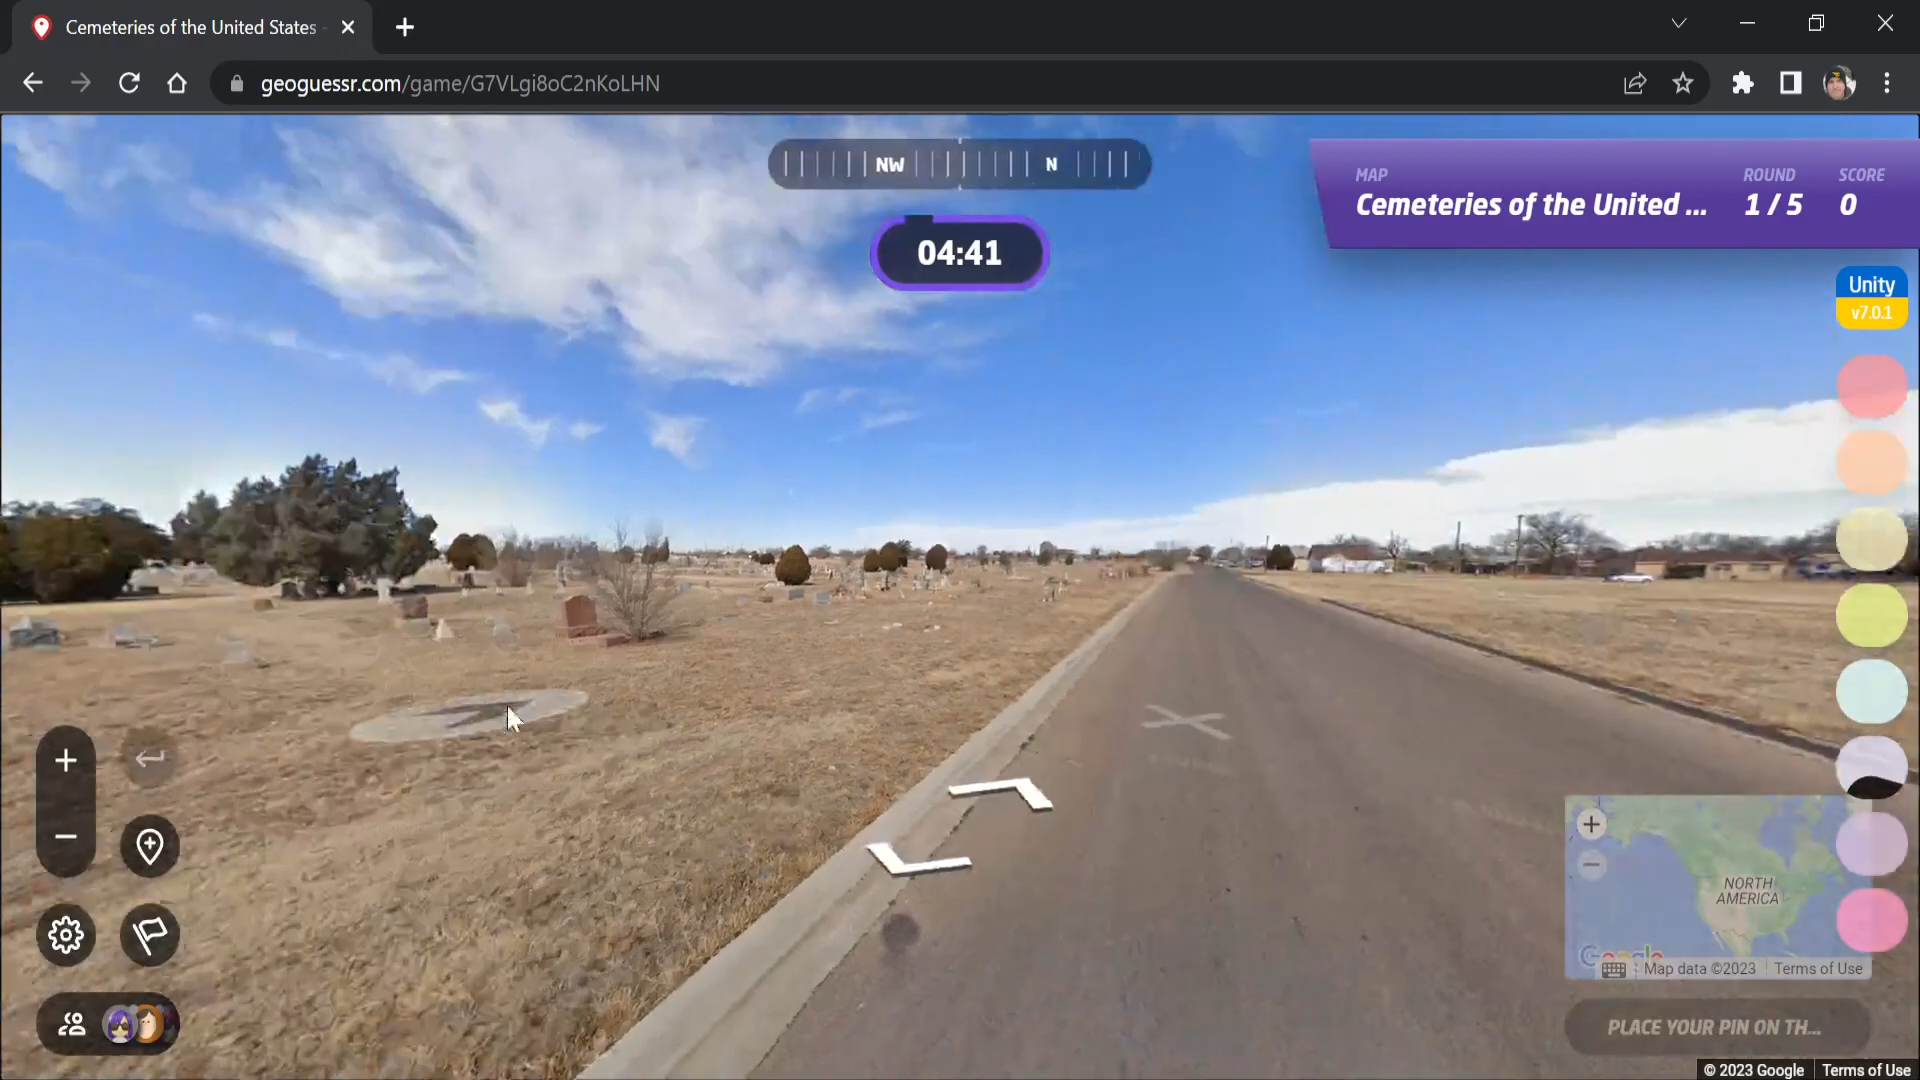 Cemeteries of the United States -
geoguessr.com/game/G7VLgi8oC2nKoLHN
NW
N
04:41
MAP
Cemeteries of the United ...
ROUND
1 / 5
SCORE
0
Unity
v7.0.1
NORTH
AMERICA
Google
Map data ©2023
Terms of Use
PLACE YOUR PIN ON TH...
© 2023 Google
Terms of Use